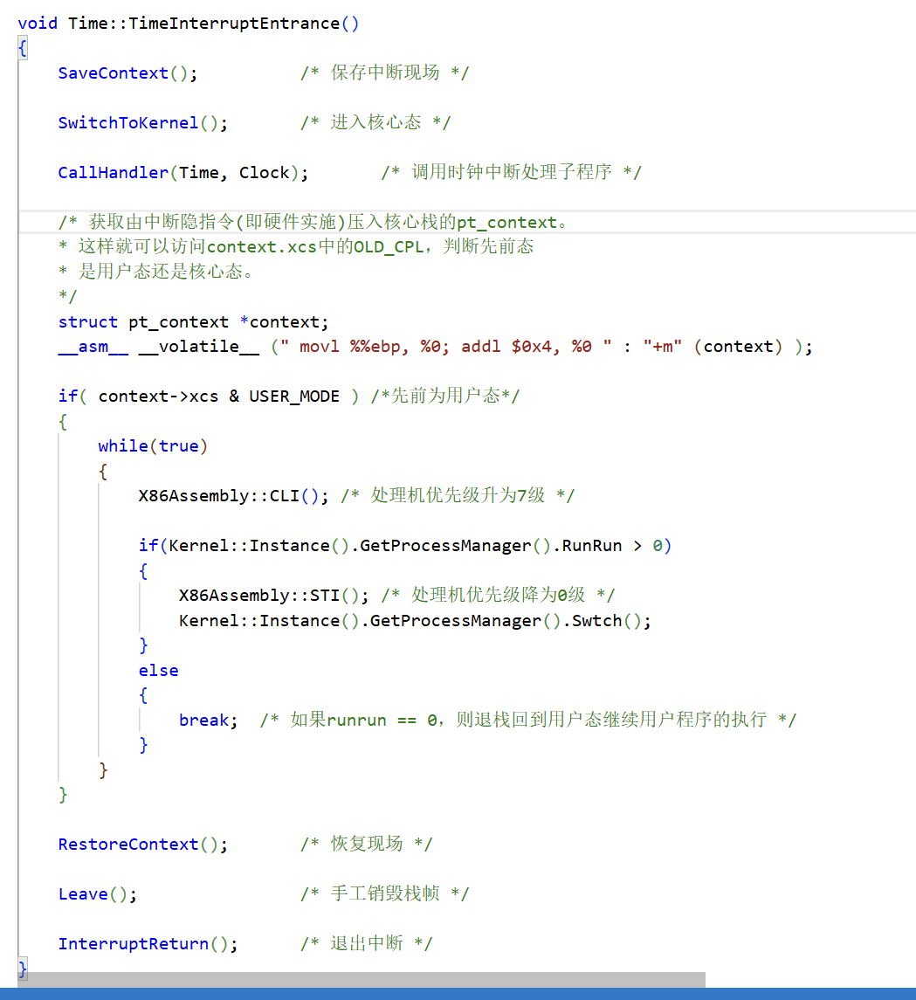 void Time::TimeInterruptEntrance()
{
SaveContext(); /* 保存中断现场 */
SwitchToKernel(); /* 进入核心态 */
CallHandler(Time, Clock); /* 调用时钟中断处理子程序 */
/* 获取由中断隐指令(即硬件实施)压入核心栈的pt_context。
* 这样就可以访问context.xcs中的OLD_CPL，判断先前态
* 是用户态还是核心态。
*/
struct pt_context *context;
__asm__ __volatile__ (" movl %%ebp, %0; addl $0x4, %0 " : "+m" (context) );
if( context->xcs & USER_MODE ) /*先前为用户态*/
{
while(true)
{
X86Assembly::CLI(); /* 处理机优先级升为7级 */
if(Kernel::Instance().GetProcessManager().RunRun > 0)
{
X86Assembly::STI(); /* 处理机优先级降为0级 */
Kernel::Instance().GetProcessManager().Swtch();
}
else
{
break; /* 如果runrun == 0，则退栈回到用户态继续用户程序的执行 */
}
}
}
RestoreContext(); /* 恢复现场 */
Leave(); /* 手工销毁栈帧 */
InterruptReturn(); /* 退出中断 */
}